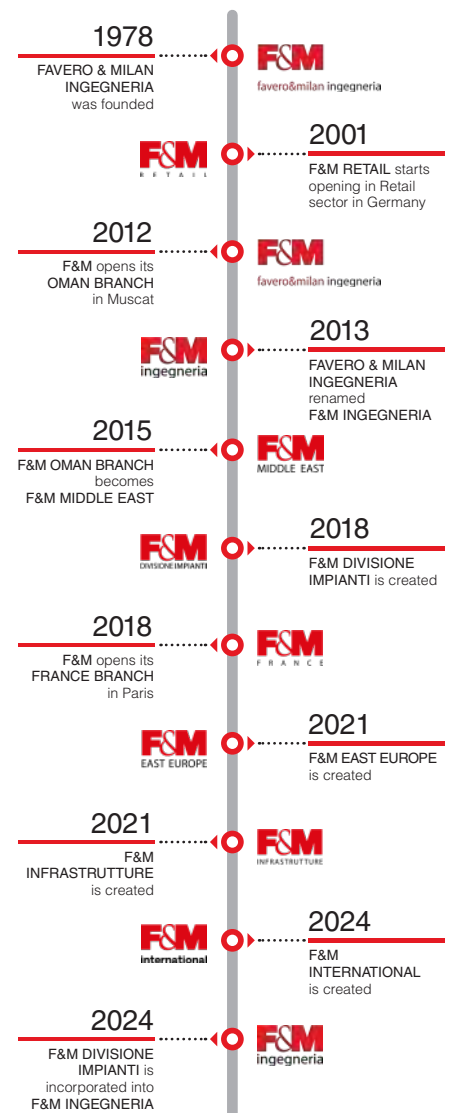 1978
FAVERO & MILAN
INGEGNERIA
was founded
F&M
favero&milan ingegneria
F&M
RETAIL
2001
F&M RETAIL starts
opening in Retail
sector in Germany
2012
F&M opens its
OMAN BRANCH
in Muscat
F&M
favero&milan ingegneria
F&M
ingegneria
2013
FAVERO & MILAN
INGEGNERIA
renamed
F&M INGEGNERIA
2015
F&M OMAN BRANCH
becomes
F&M MIDDLE EAST
F&M
MIDDLE EAST
F&M
DIVISIONE IMPIANTI
2018
F&M DIVISIONE
IMPIANTI is created
2018
F&M opens its
FRANCE BRANCH
in Paris
F&M
FRANCE
F&M
EAST EUROPE
2021
F&M EAST EUROPE
is created
2021
F&M
INFRASTRUTTURE
is created
F&M
INFRASTRUTTURE
F&M
international
2024
F&M
INTERNATIONAL
is created
2024
F&M DIVISIONE
IMPIANTI is
incorporated into
F&M INGEGNERIA
F&M
ingegneria